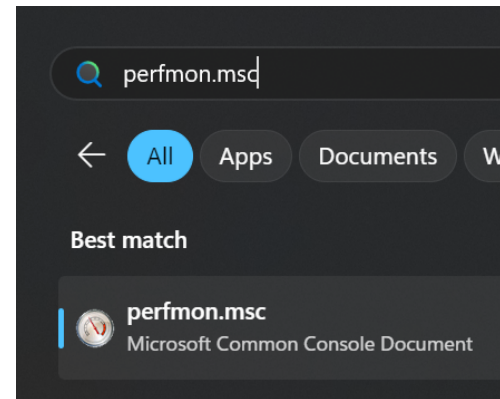 perfmon.msc
All Apps Documents W
Best match
perfmon.msc
Microsoft Common Console Document